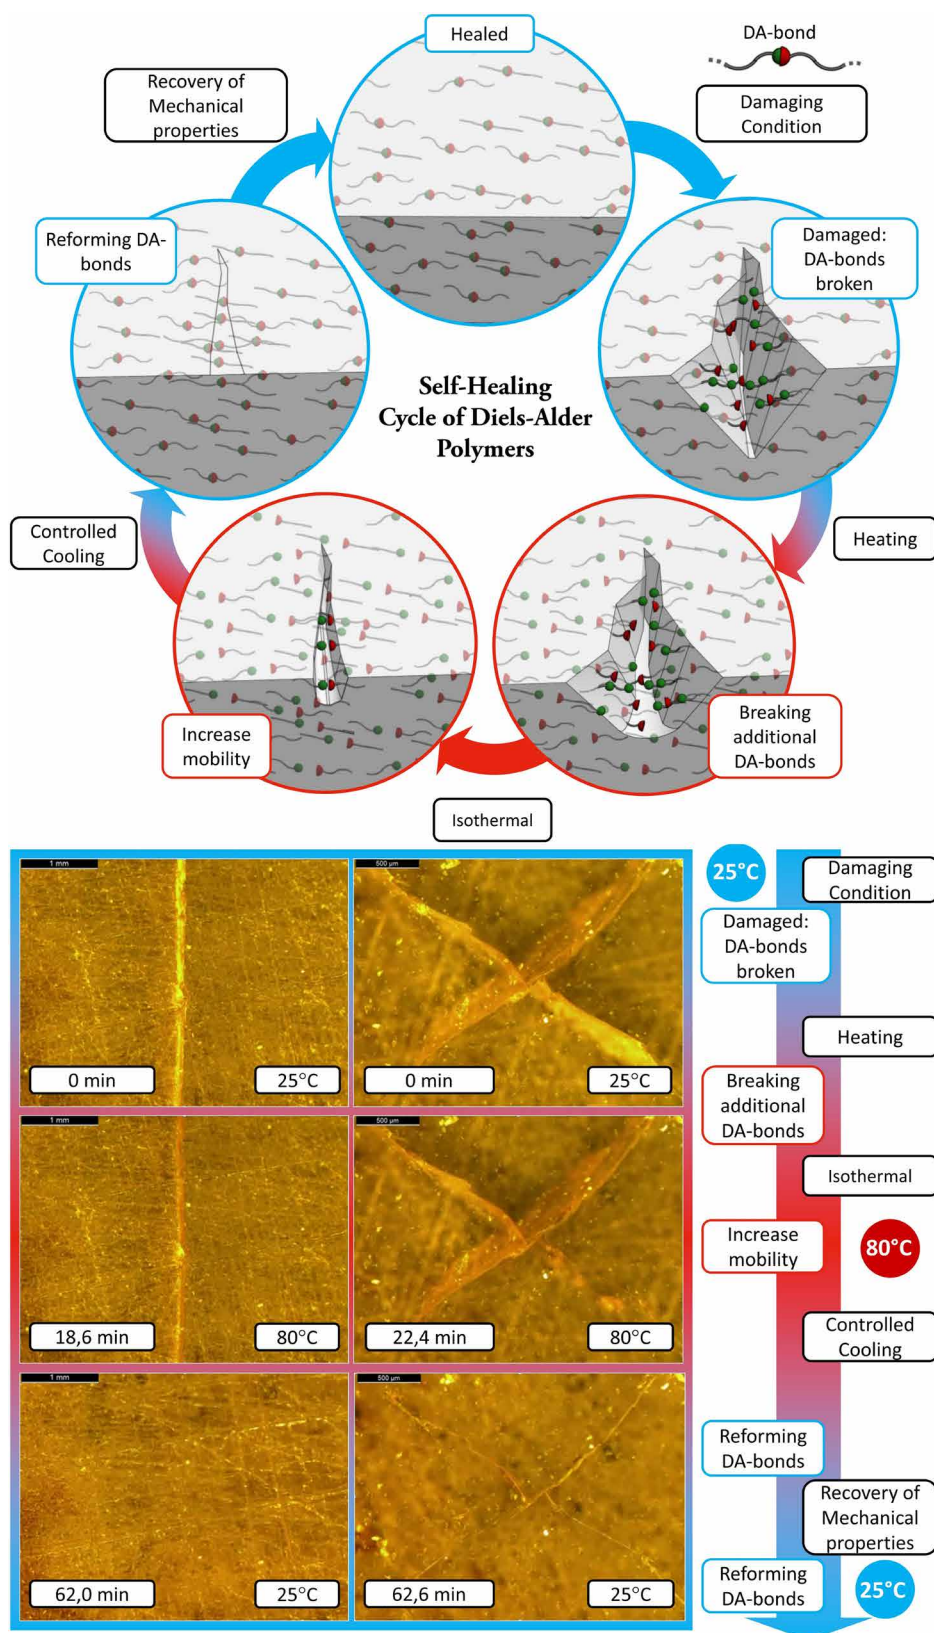 Healed
DA-bond
Recovery of
Mechanical
properties
Damaging
Condition
Reforming DA-
bonds
Damaged:
DA-bonds
broken
Self-Healing
Cycle of Diels-Alder
Polymers
Controlled
Cooling
Heating
Increase
mobility
Breaking
additional
DA-bonds
Isothermal
1 mm
0 min
25°C
500 µm
0 min
25°C
1 mm
18,6 min
80°C
500 µm
22,4 min
80°C
1 mm
62,0 min
25°C
500 µm
62,6 min
25°C
25°C
Damaging
Condition
Damaged:
DA-bonds
broken
Heating
Breaking
additional
DA-bonds
Isothermal
Increase
mobility
80°C
Controlled
Cooling
Reforming
DA-bonds
Recovery of
Mechanical
properties
Reforming
DA-bonds
25°C